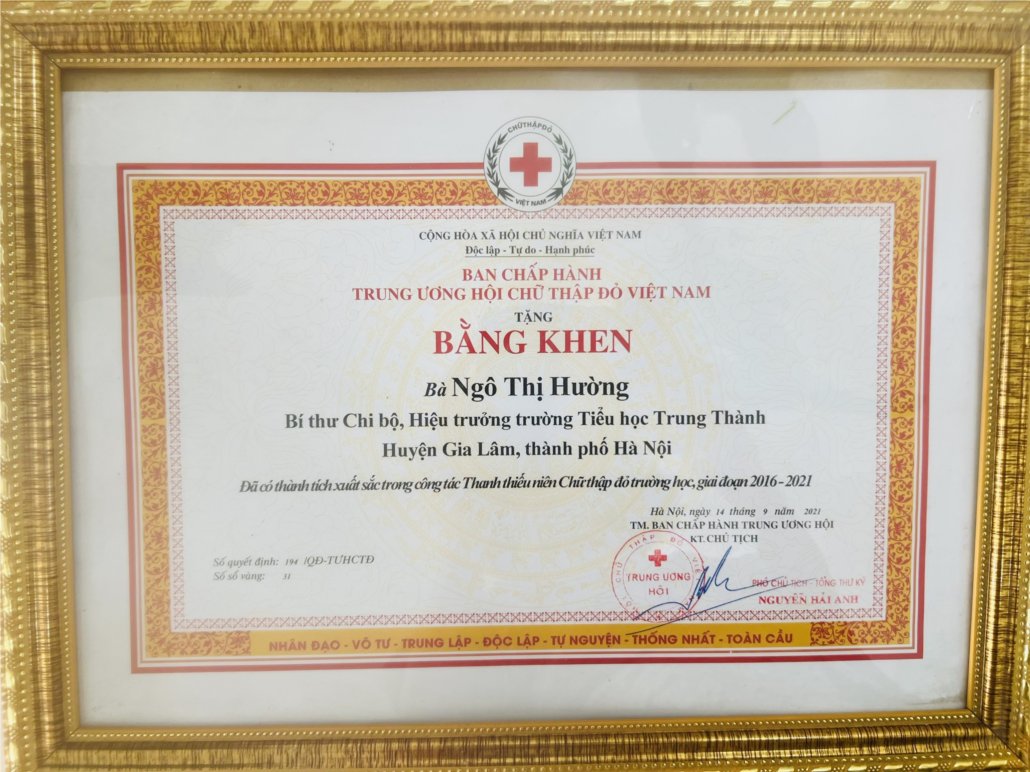 CHỮ THẬP ĐỎ
VIỆT NAM
CỘNG HÒA XÃ HỘI CHỦ NGHĨA VIỆT NAM
Độc lập - Tự do - Hạnh phúc
BAN CHẤP HÀNH
TRUNG ƯƠNG HỘI CHỮ THẬP ĐỎ VIỆT NAM
TẶNG
BẰNG KHEN
Bà Ngô Thị Hường
Bí thư Chi bộ, Hiệu trưởng trường Tiểu học Trung Thành
Huyện Gia Lâm, thành phố Hà Nội
Đã có thành tích xuất sắc trong công tác Thanh thiếu niên Chữ thập đỏ trường học, giai đoạn 2016 - 2021
Hà Nội, ngày 14 tháng 9 năm 2021
TM. BAN CHẤP HÀNH TRUNG ƯƠNG HỘI
KT. CHỦ TỊCH
Số quyết định: 194 /QĐ-TƯHCTĐ
Số sổ vàng: 31
CHỮ THẬP ĐỎ VIỆT
TRUNG ƯƠNG
HỘI
PHÓ CHỦ TỊCH - TỔNG THƯ KÝ
NGUYỄN HẢI ANH
NHÂN ĐẠO - VÔ TƯ - TRUNG LẬP - ĐỘC LẬP - TỰ NGUYỆN - THỐNG NHẤT - TOÀN CẦU